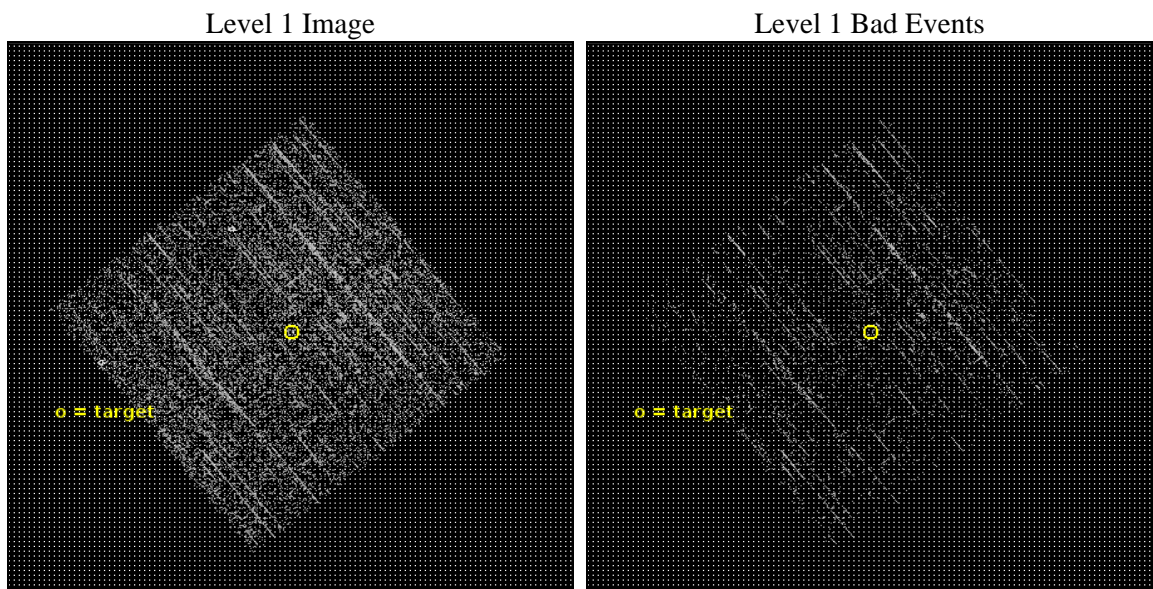 Level 1 Image
Level 1 Bad Events
o = target
o = target